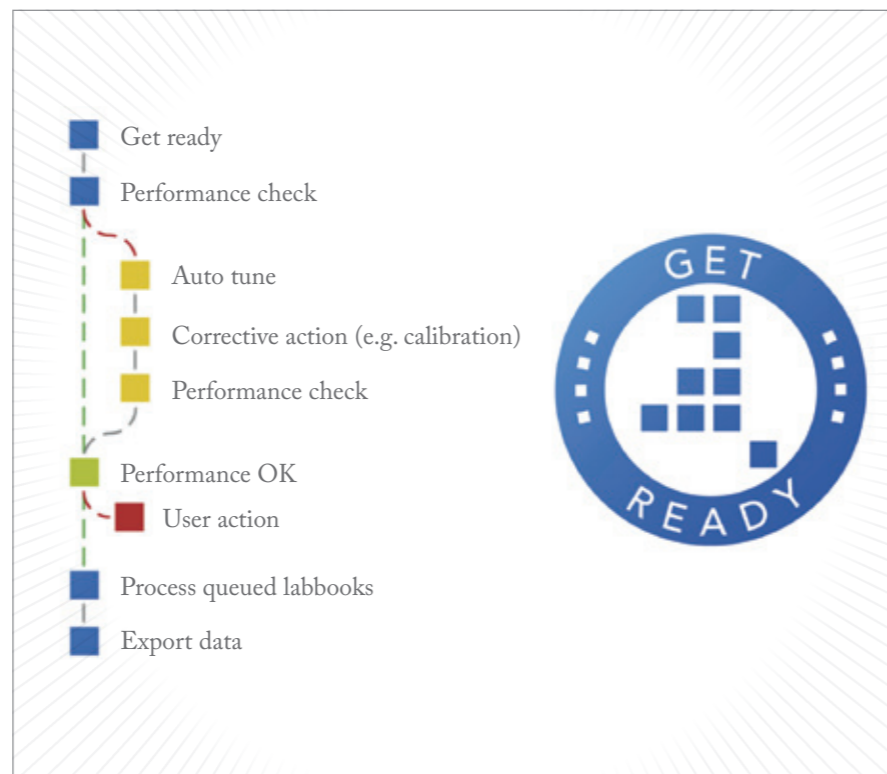 Get ready
Performance check
Auto tune
Corrective action (e.g. calibration)
Performance check
Performance OK
User action
Process queued labbooks
Export data
GET
READY